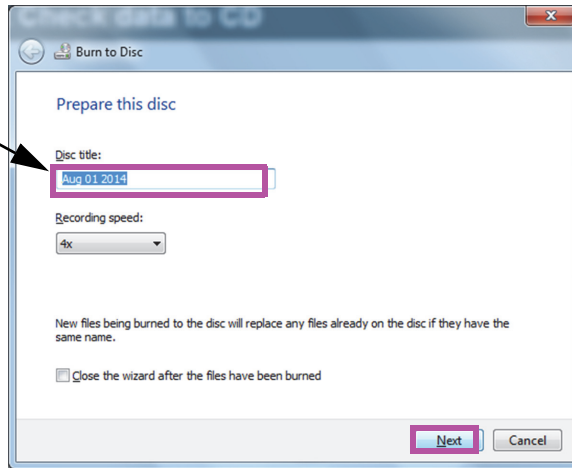 Check data to CD
Burn to Disc
Prepare this disc
Disc title:
Aug 01 2014
Recording speed:
4x
New files being burned to the disc will replace any files already on the disc if they have the
same name.
Close the wizard after the files have been burned
Next
Cancel